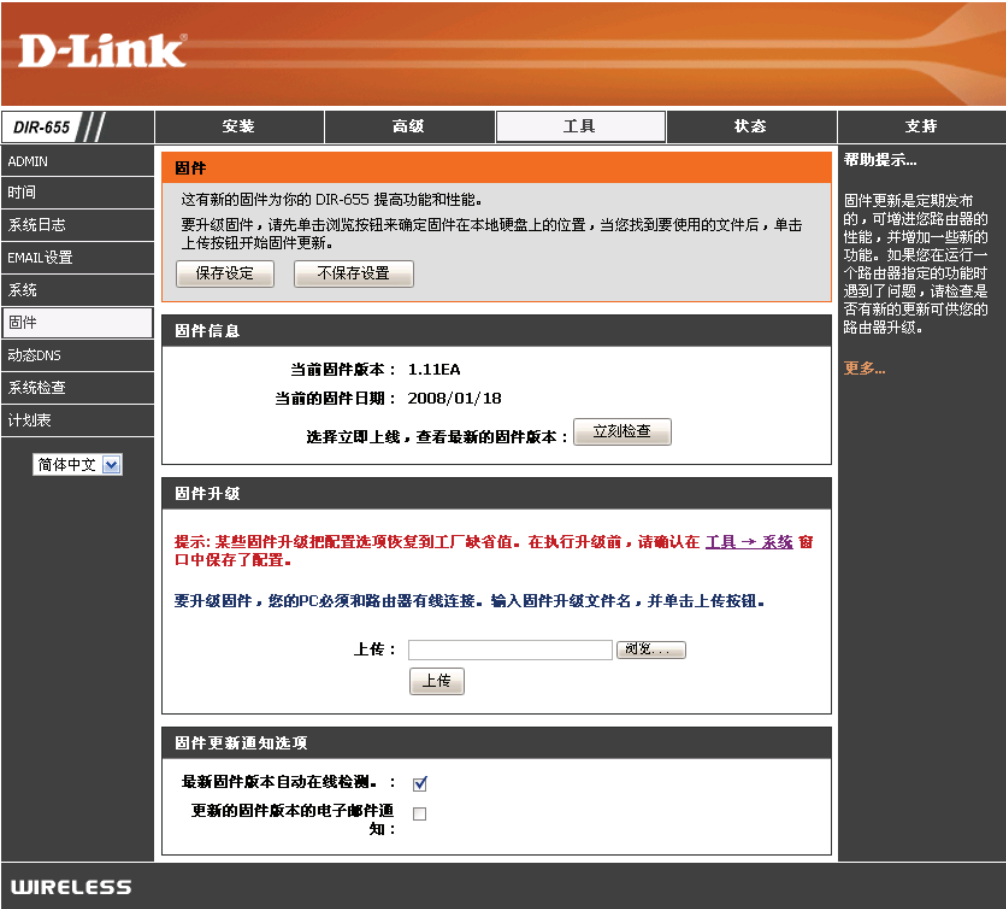 D-Link
DIR-655
安装
高级
工具
状态
支持
ADMIN
时间
系统日志
EMAIL设置
系统
固件
动态DNS
系统检查
计划表
简体中文
固件
这有新的固件为你的 DIR-655 提高功能和性能。
要升级固件，请先单击浏览按钮来确定固件在本地硬盘上的位置，当您找到要使用的文件后，单击
上传按钮开始固件更新。
保存设定
不保存设置
固件信息
当前固件版本： 1.11EA
当前的固件日期： 2008/01/18
选择立即上线，查看最新的固件版本：
立刻检查
固件升级
提示: 某些固件升级把配置选项恢复到工厂缺省值。在执行升级前，请确认在 工具 → 系统 窗
口中保存了配置。
要升级固件，您的PC必须和路由器有线连接。输入固件升级文件名，并单击上传按钮。
上传：
浏览...
上传
固件更新通知选项
最新固件版本自动在线检测。：
更新的固件版本的电子邮件通
知：
帮助提示...
固件更新是定期发布
的，可增进您路由器的
性能，并增加一些新的
功能。如果您在运行一
个路由器指定的功能时
遇到了问题，请检查是
否有新的更新可供您的
路由器升级。
更多...
WIRELESS